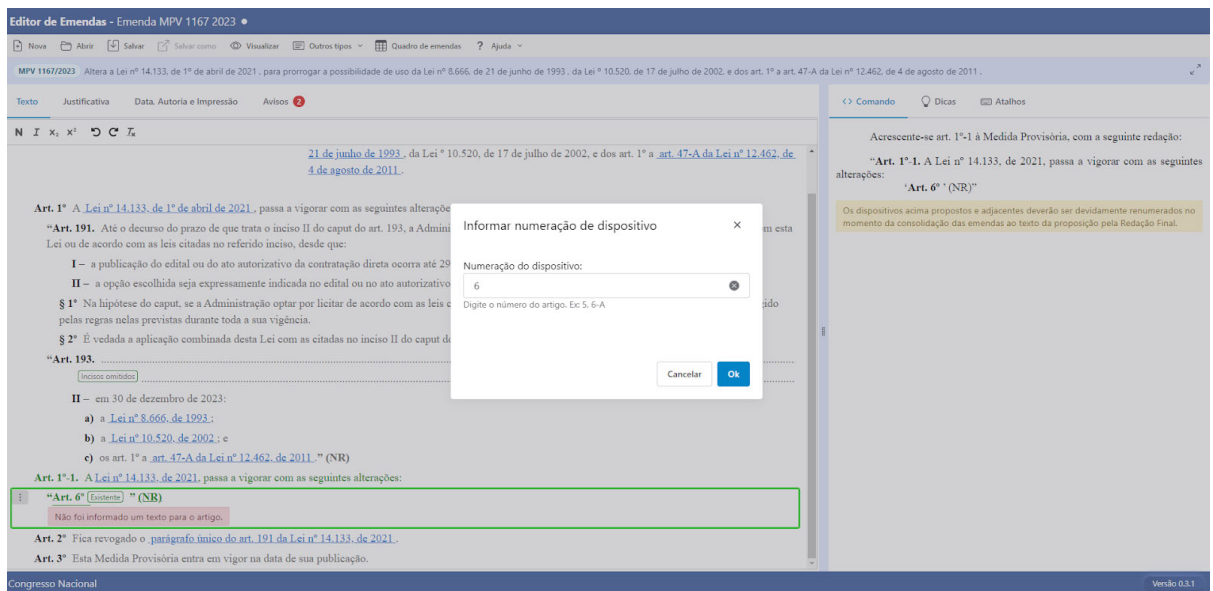 Editor de Emendas - Emenda MPV 1167 2023 ●
Nova Abrir Salvar Salvar como Visualizar Outros tipos Quadro de emendas ? Ajuda
MPV 1167/2023 Altera a Lei nº 14.133, de 1º de abril de 2021 , para prorrogar a possibilidade de uso da Lei nº 8.666, de 21 de junho de 1993 , da Lei º 10.520, de 17 de julho de 2002, e dos art. 1º a art. 47-A da Lei nº 12.462, de 4 de agosto de 2011 .
Texto Justificativa Data, Autoria e Impressão Avisos 2
N I x₂ x² Tx
21 de junho de 1993 , da Lei º 10.520, de 17 de julho de 2002, e dos art. 1º a art. 47-A da Lei nº 12.462, de
4 de agosto de 2011 .
Art. 1º A Lei nº 14.133, de 1º de abril de 2021 , passa a vigorar com as seguintes alteraçõe
“Art. 191. Até o decurso do prazo de que trata o inciso II do caput do art. 193, a Admini m esta
Lei ou de acordo com as leis citadas no referido inciso, desde que:
I – a publicação do edital ou do ato autorizativo da contratação direta ocorra até 29
II – a opção escolhida seja expressamente indicada no edital ou no ato autorizativo
§ 1º Na hipótese do caput, se a Administração optar por licitar de acordo com as leis c ido
pelas regras nelas previstas durante toda a sua vigência.
§ 2º É vedada a aplicação combinada desta Lei com as citadas no inciso II do caput do
“Art. 193. ........................................
Incisos omitidos ........................................
II – em 30 de dezembro de 2023:
a) a Lei nº 8.666, de 1993 ;
b) a Lei nº 10.520, de 2002 ; e
c) os art. 1º a art. 47-A da Lei nº 12.462, de 2011 .” (NR)
Art. 1º-1. A Lei nº 14.133, de 2021, passa a vigorar com as seguintes alterações:
“Art. 6º Existente ” (NR)
Não foi informado um texto para o artigo.
Art. 2º Fica revogado o parágrafo único do art. 191 da Lei nº 14.133, de 2021 .
Art. 3º Esta Medida Provisória entra em vigor na data de sua publicação.
Informar numeração de dispositivo
Numeração do dispositivo:
6
Digite o número do artigo. Ex: 5, 6-A
Cancelar Ok
<> Comando Dicas Atalhos
Acrescente-se art. 1º-1 à Medida Provisória, com a seguinte redação:
“Art. 1º-1. A Lei nº 14.133, de 2021, passa a vigorar com as seguintes
alterações:
‘Art. 6º ’ (NR)”
Os dispositivos acima propostos e adjacentes deverão ser devidamente renumerados no
momento da consolidação das emendas ao texto da proposição pela Redação Final.
Congresso Nacional Versão 0.3.1